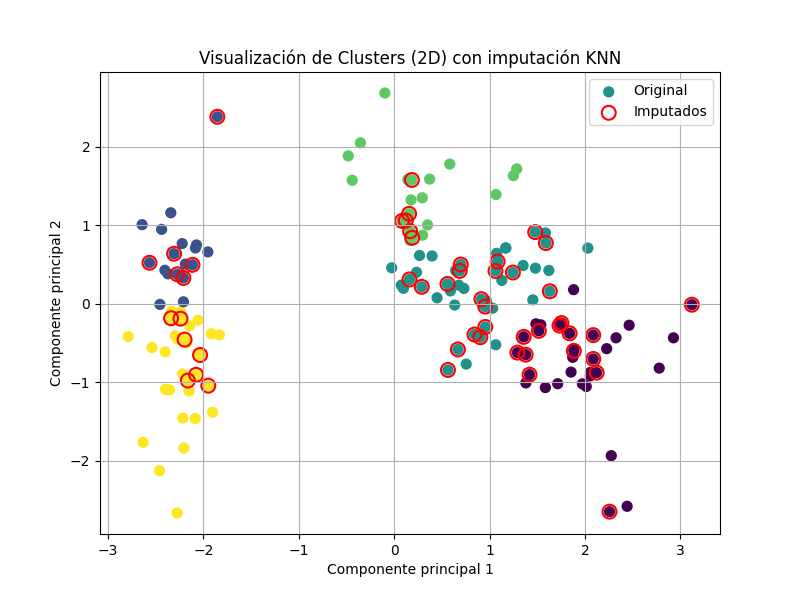 Visualización de Clusters (2D) con imputación KNN
Original
Imputados
Componente principal 2
2
1
0
−1
−2
−3
−2
−1
0
1
2
3
Componente principal 1